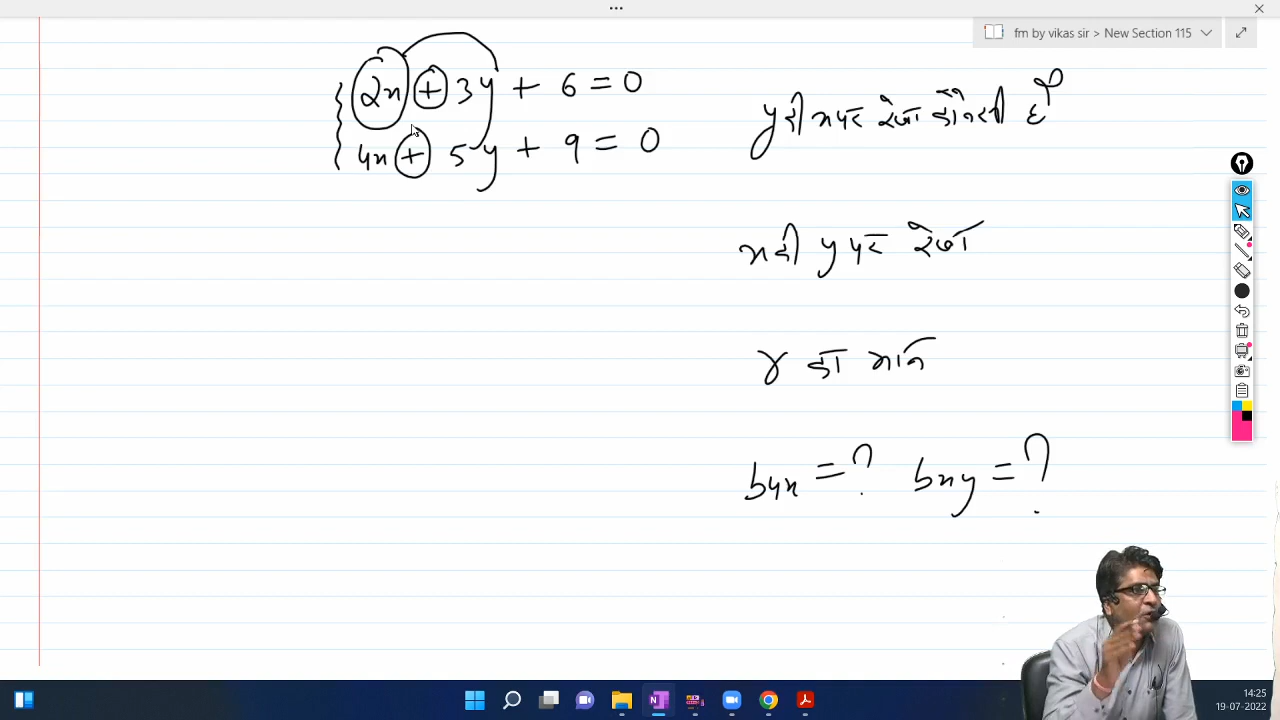 fm by vikas sir > New Section 115
2x + 3y + 6 = 0
4x + 5y + 9 = 0
y की x पर रेखा कौनसी है
x की y पर रेखा
r का मान
byx = ? bxy = ?
14:25
19-07-2022